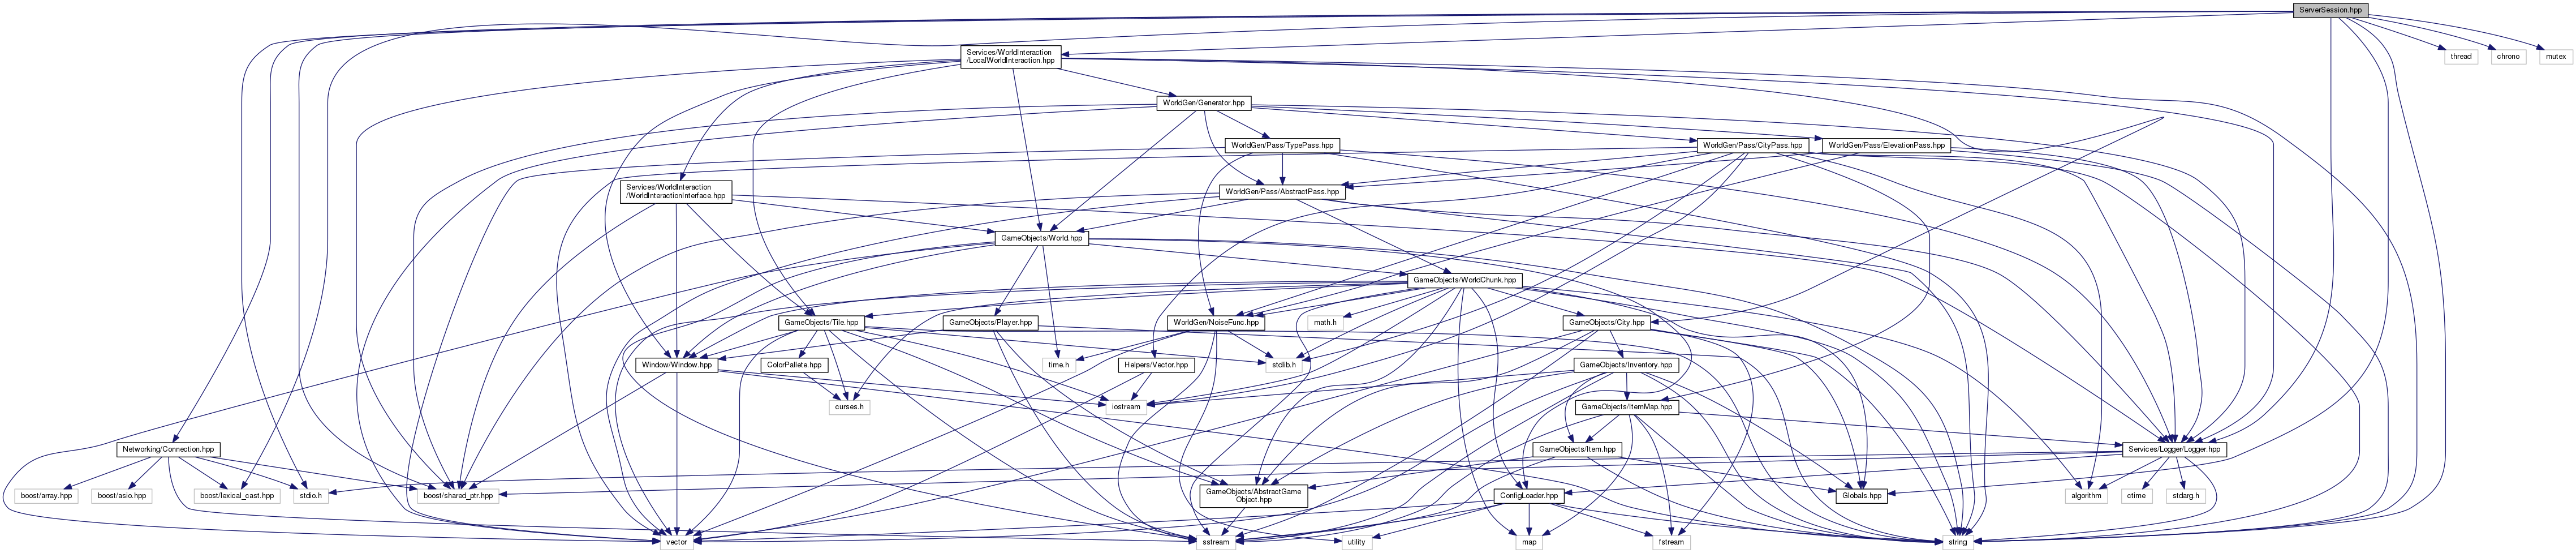 ServerSession.hpp
Services/WorldInteraction
/LocalWorldInteraction.hpp
thread
chrono
mutex
WorldGen/Generator.hpp
WorldGen/Pass/TypePass.hpp
WorldGen/Pass/CityPass.hpp
WorldGen/Pass/ElevationPass.hpp
Services/WorldInteraction
/WorldInteractionInterface.hpp
WorldGen/Pass/AbstractPass.hpp
GameObjects/World.hpp
GameObjects/WorldChunk.hpp
GameObjects/Tile.hpp
GameObjects/Player.hpp
WorldGen/NoiseFunc.hpp
math.h
GameObjects/City.hpp
Window/Window.hpp
ColorPallete.hpp
time.h
Helpers/Vector.hpp
stdlib.h
GameObjects/Inventory.hpp
curses.h
iostream
GameObjects/ItemMap.hpp
Networking/Connection.hpp
GameObjects/Item.hpp
Services/Logger/Logger.hpp
boost/array.hpp
boost/asio.hpp
boost/lexical_cast.hpp
stdio.h
boost/shared_ptr.hpp
GameObjects/AbstractGame
Object.hpp
ConfigLoader.hpp
Globals.hpp
algorithm
ctime
stdarg.h
vector
sstream
utility
map
fstream
string